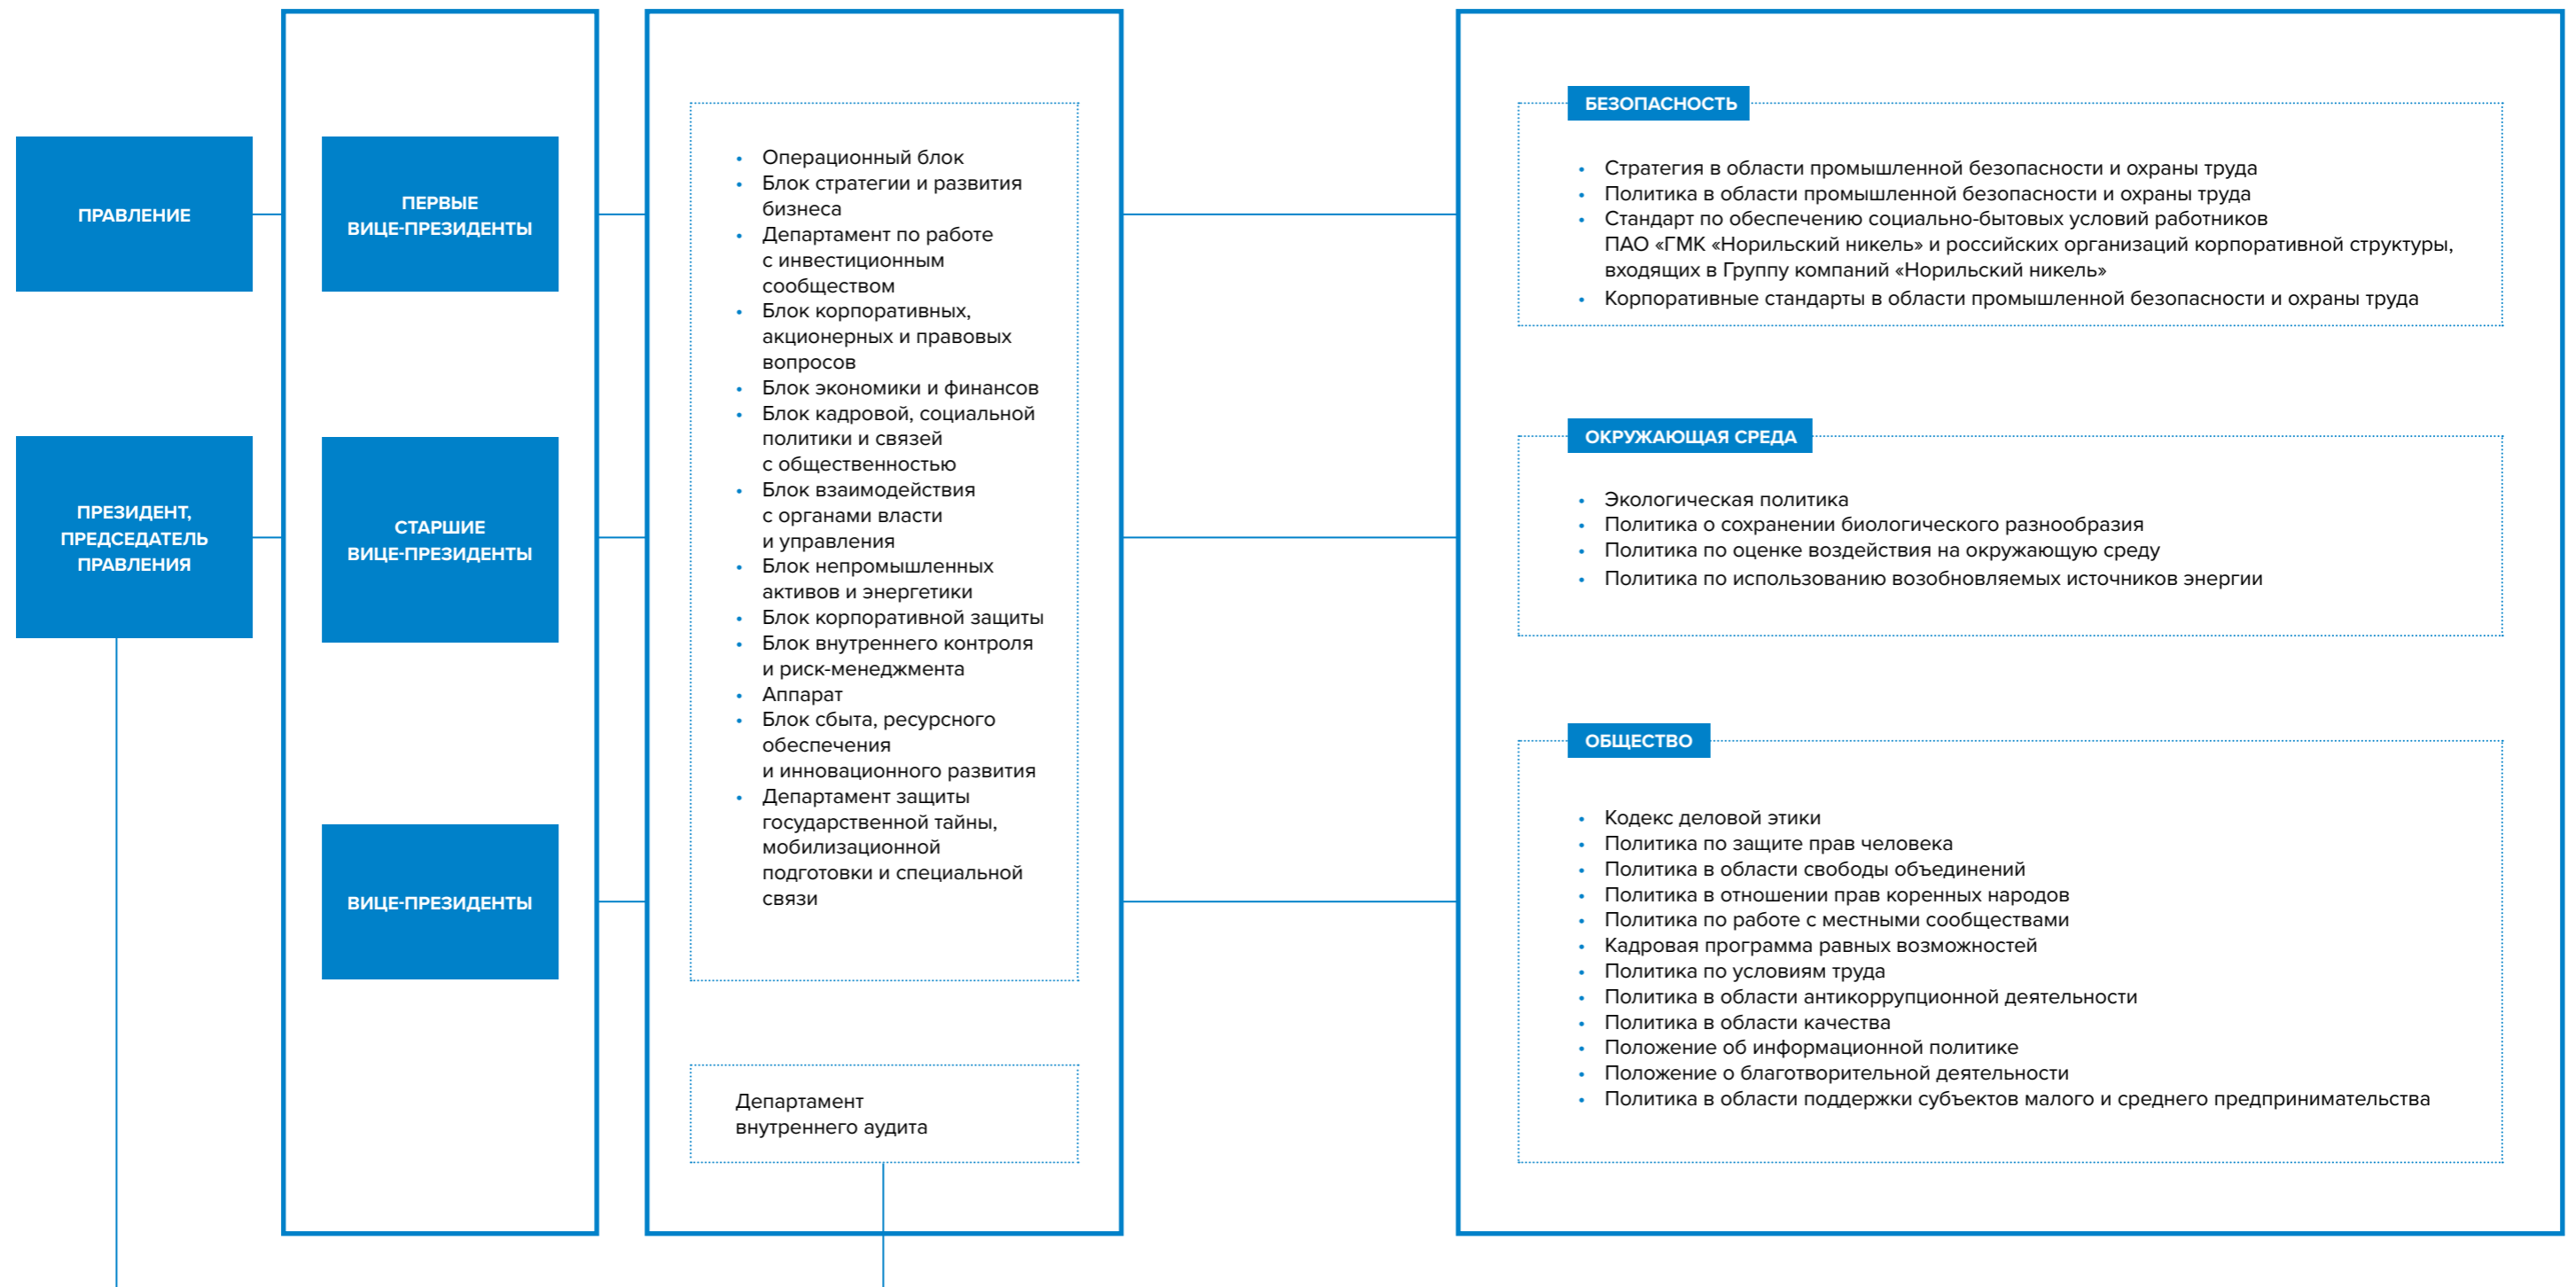 ПРАВЛЕНИЕ
ПРЕЗИДЕНТ,
ПРЕДСЕДАТЕЛЬ
ПРАВЛЕНИЯ
ПЕРВЫЕ
ВИЦЕ-ПРЕЗИДЕНТЫ
СТАРШИЕ
ВИЦЕ-ПРЕЗИДЕНТЫ
ВИЦЕ-ПРЕЗИДЕНТЫ
• Операционный блок
• Блок стратегии и развития
бизнеса
• Департамент по работе
с инвестиционным
сообществом
• Блок корпоративных,
акционерных и правовых
вопросов
• Блок экономики и финансов
• Блок кадровой, социальной
политики и связей
с общественностью
• Блок взаимодействия
с органами власти
и управления
• Блок непромышленных
активов и энергетики
• Блок корпоративной защиты
• Блок внутреннего контроля
и риск-менеджмента
• Аппарат
• Блок сбыта, ресурсного
обеспечения
и инновационного развития
• Департамент защиты
государственной тайны,
мобилизационной
подготовки и специальной
связи
Департамент
внутреннего аудита
БЕЗОПАСНОСТЬ
• Стратегия в области промышленной безопасности и охраны труда
• Политика в области промышленной безопасности и охраны труда
• Стандарт по обеспечению социально-бытовых условий работников
ПАО «ГМК «Норильский никель» и российских организаций корпоративной структуры,
входящих в Группу компаний «Норильский никель»
• Корпоративные стандарты в области промышленной безопасности и охраны труда
ОКРУЖАЮЩАЯ СРЕДА
• Экологическая политика
• Политика о сохранении биологического разнообразия
• Политика по оценке воздействия на окружающую среду
• Политика по использованию возобновляемых источников энергии
ОБЩЕСТВО
• Кодекс деловой этики
• Политика по защите прав человека
• Политика в области свободы объединений
• Политика в отношении прав коренных народов
• Политика по работе с местными сообществами
• Кадровая программа равных возможностей
• Политика по условиям труда
• Политика в области антикоррупционной деятельности
• Политика в области качества
• Положение об информационной политике
• Положение о благотворительной деятельности
• Политика в области поддержки субъектов малого и среднего предпринимательства